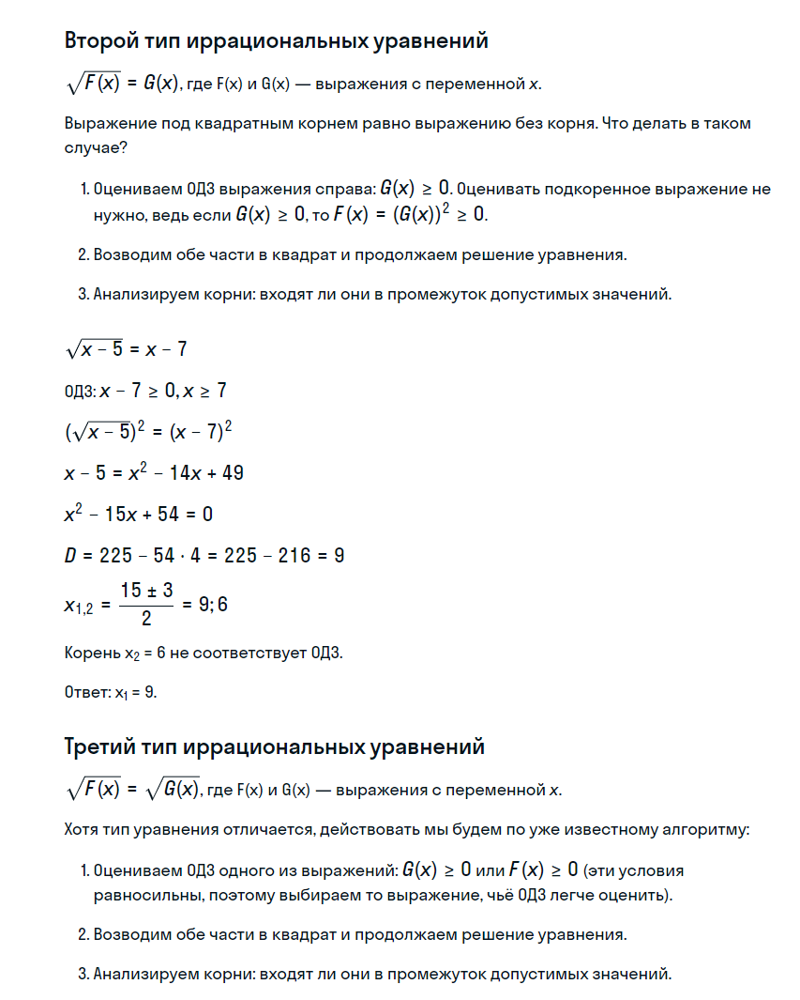 Второй тип иррациональных уравнений
√F(x) = G(x), где F(x) и G(x) — выражения с переменной x.
Выражение под квадратным корнем равно выражению без корня. Что делать в таком
случае?
1. Оцениваем ОДЗ выражения справа: G(x) ≥ 0. Оценивать подкоренное выражение не
нужно, ведь если G(x) ≥ 0, то F(x) = (G(x))² ≥ 0.
2. Возводим обе части в квадрат и продолжаем решение уравнения.
3. Анализируем корни: входят ли они в промежуток допустимых значений.
√(x − 5) = x − 7
ОДЗ: x − 7 ≥ 0, x ≥ 7
(√(x − 5))² = (x − 7)²
x − 5 = x² − 14x + 49
x² − 15x + 54 = 0
D = 225 − 54 · 4 = 225 − 216 = 9
x₁,₂ = (15 ± 3)/2 = 9; 6
Корень x₂ = 6 не соответствует ОДЗ.
Ответ: x₁ = 9.
Третий тип иррациональных уравнений
√F(x) = √G(x), где F(x) и G(x) — выражения с переменной x.
Хотя тип уравнения отличается, действовать мы будем по уже известному алгоритму:
1. Оцениваем ОДЗ одного из выражений: G(x) ≥ 0 или F(x) ≥ 0 (эти условия
равносильны, поэтому выбираем то выражение, чьё ОДЗ легче оценить).
2. Возводим обе части в квадрат и продолжаем решение уравнения.
3. Анализируем корни: входят ли они в промежуток допустимых значений.